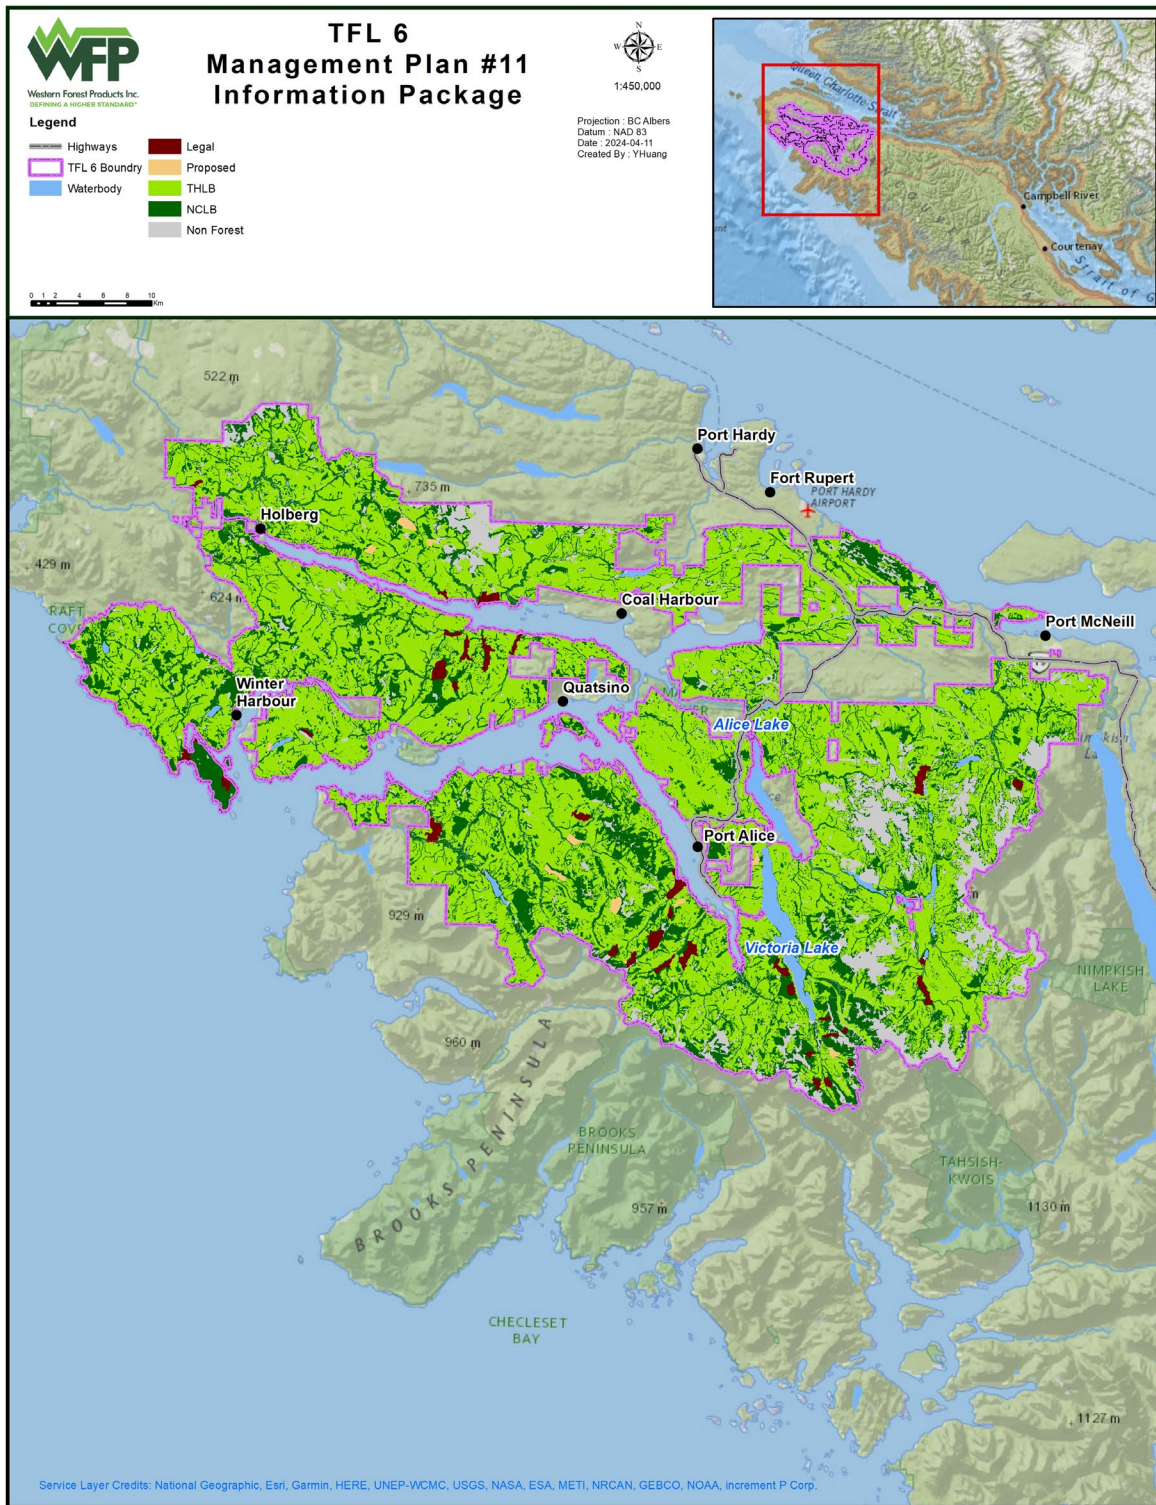 WFP
Western Forest Products Inc.
DEFINING A HIGHER STANDARD™
TFL 6
Management Plan #11
Information Package
N
W
E
S
1:450,000
Projection : BC Albers
Datum : NAD 83
Date : 2024-04-11
Created By : YHuang
Legend
Highways
TFL 6 Boundry
Waterbody
Legal
Proposed
THLB
NCLB
Non Forest
0 1 2 4 6 8 10
Km
Queen Charlotte Strait
Campbell River
Courtenay
Strait of G
522 m
Port Hardy
735 m
Fort Rupert
PORT HARDY
AIRPORT
Holberg
429 m
624
RAFT
COVE
Coal Harbour
Port McNeill
Winter
Harbour
Quatsino
Alice Lake
Port Alice
929 m
Victoria Lake
NIMPKISH
LAKE
960 m
BROOKS PENINSULA
BROOKS
PENINSULA
TAHSISH-
KWOIS
957 m
1130 m
CHECLESET
BAY
1127 m
Service Layer Credits: National Geographic, Esri, Garmin, HERE, UNEP-WCMC, USGS, NASA, ESA, METI, NRCAN, GEBCO, NOAA, increment P Corp.